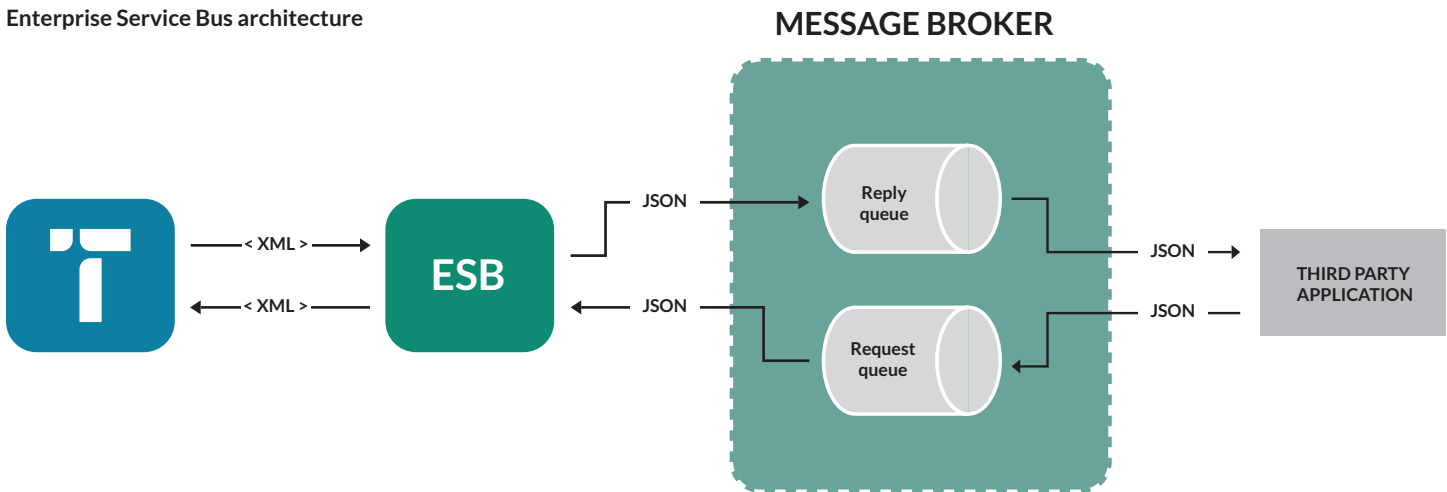 Enterprise Service Bus architecture
MESSAGE BROKER
< XML >
< XML >
ESB
JSON
JSON
Reply
queue
Request
queue
JSON
JSON
THIRD PARTY
APPLICATION